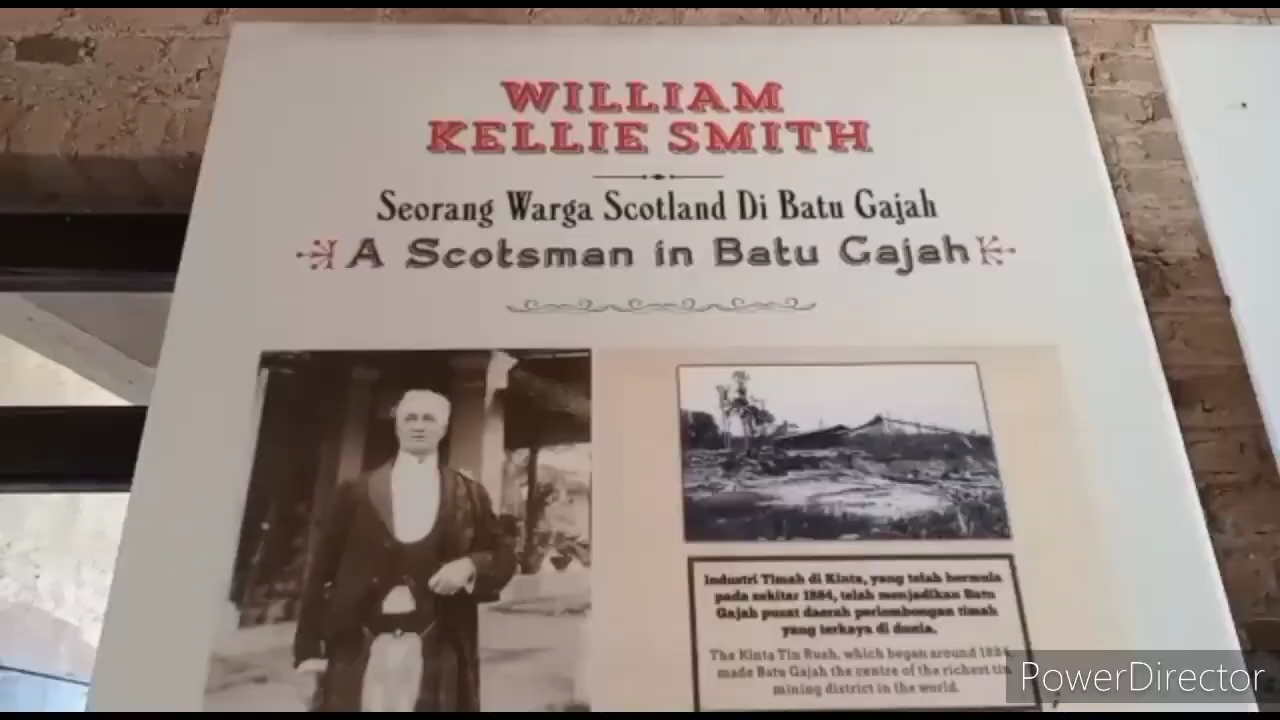 WILLIAM
KELLIE SMITH
Seorang Warga Scotland Di Batu Gajah
A Scotsman in Batu Gajah
Industri Timah di Kinta, yang telah bermula
pada sekitar 1884, telah menjadikan Batu
Gajah pusat daerah perlombongan timah
yang terkaya di dunia.
The Kinta Tin Rush, which began around 1884,
made Batu Gajah the centre of the richest tin
mining district in the world.
PowerDirector